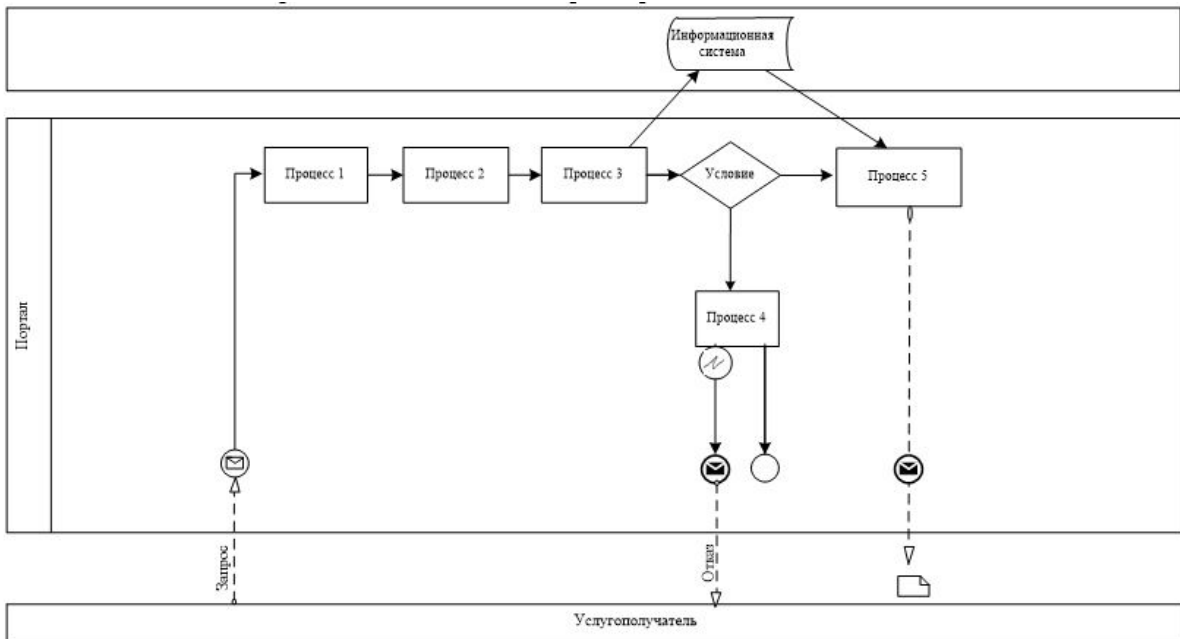 Информационная
система
Процесс 1
Процесс 2
Процесс 3
Условие
Процесс 5
Процесс 4
Портал
Запрос
Отказ
Услугополучатель